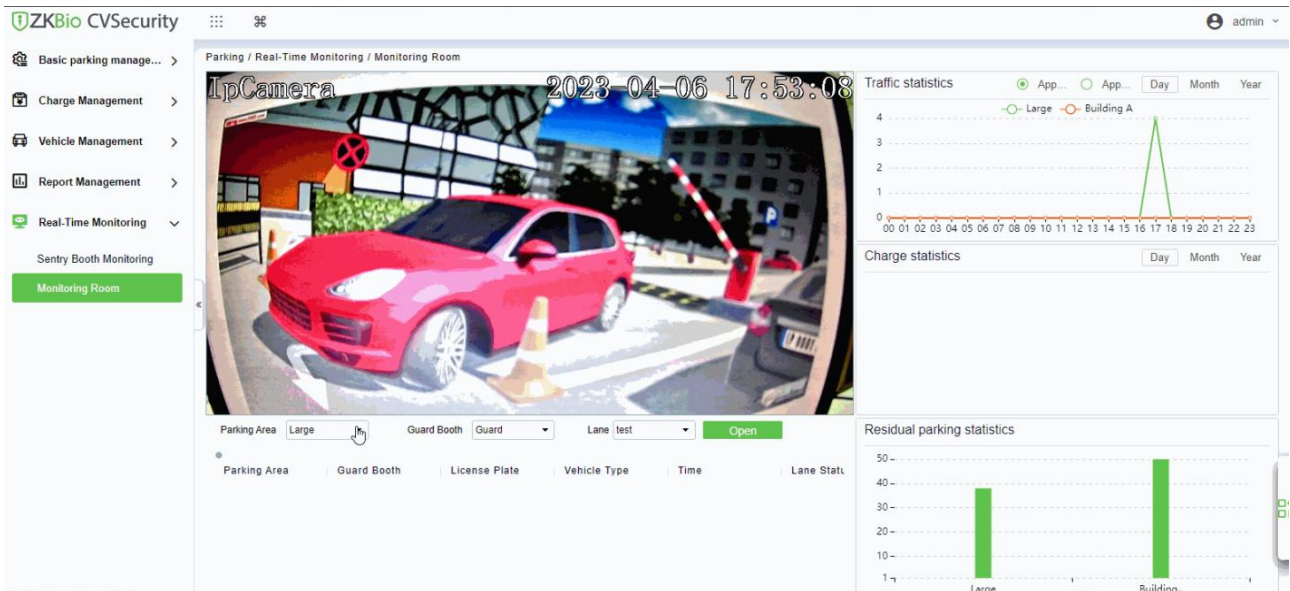 ZKBio CVSecurity
admin
Basic parking manage...
Charge Management
Vehicle Management
Report Management
Real-Time Monitoring
Sentry Booth Monitoring
Monitoring Room
Parking / Real-Time Monitoring / Monitoring Room
IpCamera 2023-04-06 17:53:08
P
Parking Area Large Guard Booth Guard Lane test Open
Parking Area Guard Booth License Plate Vehicle Type Time Lane Statu
Traffic statistics App... App... Day Month Year
Large Building A
4
3
2
1
0
00 01 02 03 04 05 06 07 08 09 10 11 12 13 14 15 16 17 18 19 20 21 22 23
Charge statistics Day Month Year
Residual parking statistics
50
40
30
20
10
1
Large Building..